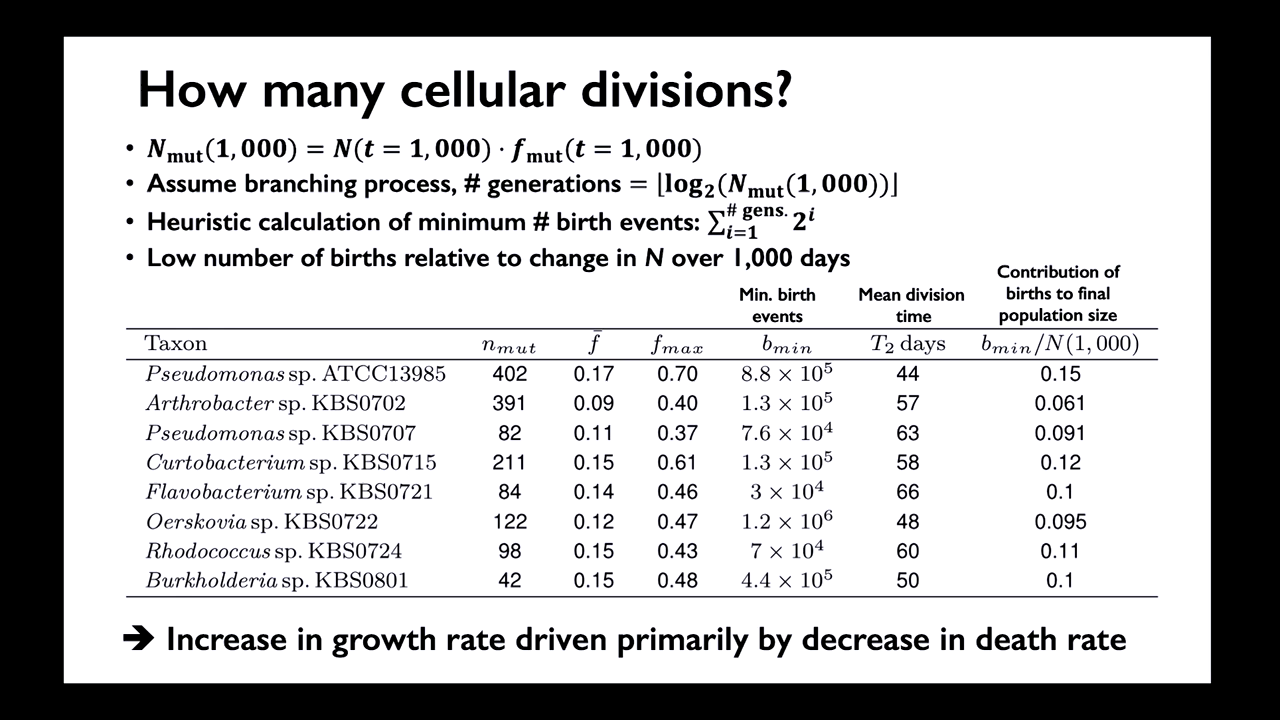 How many cellular divisions?
• N_mut(1,000) = N(t = 1,000) · f_mut(t = 1,000)
• Assume branching process, # generations = ⌊log₂(N_mut(1,000))⌋
• Heuristic calculation of minimum # birth events: ∑_{i=1}^{# gens.} 2^i
• Low number of births relative to change in N over 1,000 days
Min. birth events Mean division time Contribution of births to final population size
Taxon n_mut f̄ f_max b_min T₂ days b_min/N(1,000)
Pseudomonas sp. ATCC13985 402 0.17 0.70 8.8 × 10⁵ 44 0.15
Arthrobacter sp. KBS0702 391 0.09 0.40 1.3 × 10⁵ 57 0.061
Pseudomonas sp. KBS0707 82 0.11 0.37 7.6 × 10⁴ 63 0.091
Curtobacterium sp. KBS0715 211 0.15 0.61 1.3 × 10⁵ 58 0.12
Flavobacterium sp. KBS0721 84 0.14 0.46 3 × 10⁴ 66 0.1
Oerskovia sp. KBS0722 122 0.12 0.47 1.2 × 10⁶ 48 0.095
Rhodococcus sp. KBS0724 98 0.15 0.43 7 × 10⁴ 60 0.11
Burkholderia sp. KBS0801 42 0.15 0.48 4.4 × 10⁵ 50 0.1
➔ Increase in growth rate driven primarily by decrease in death rate